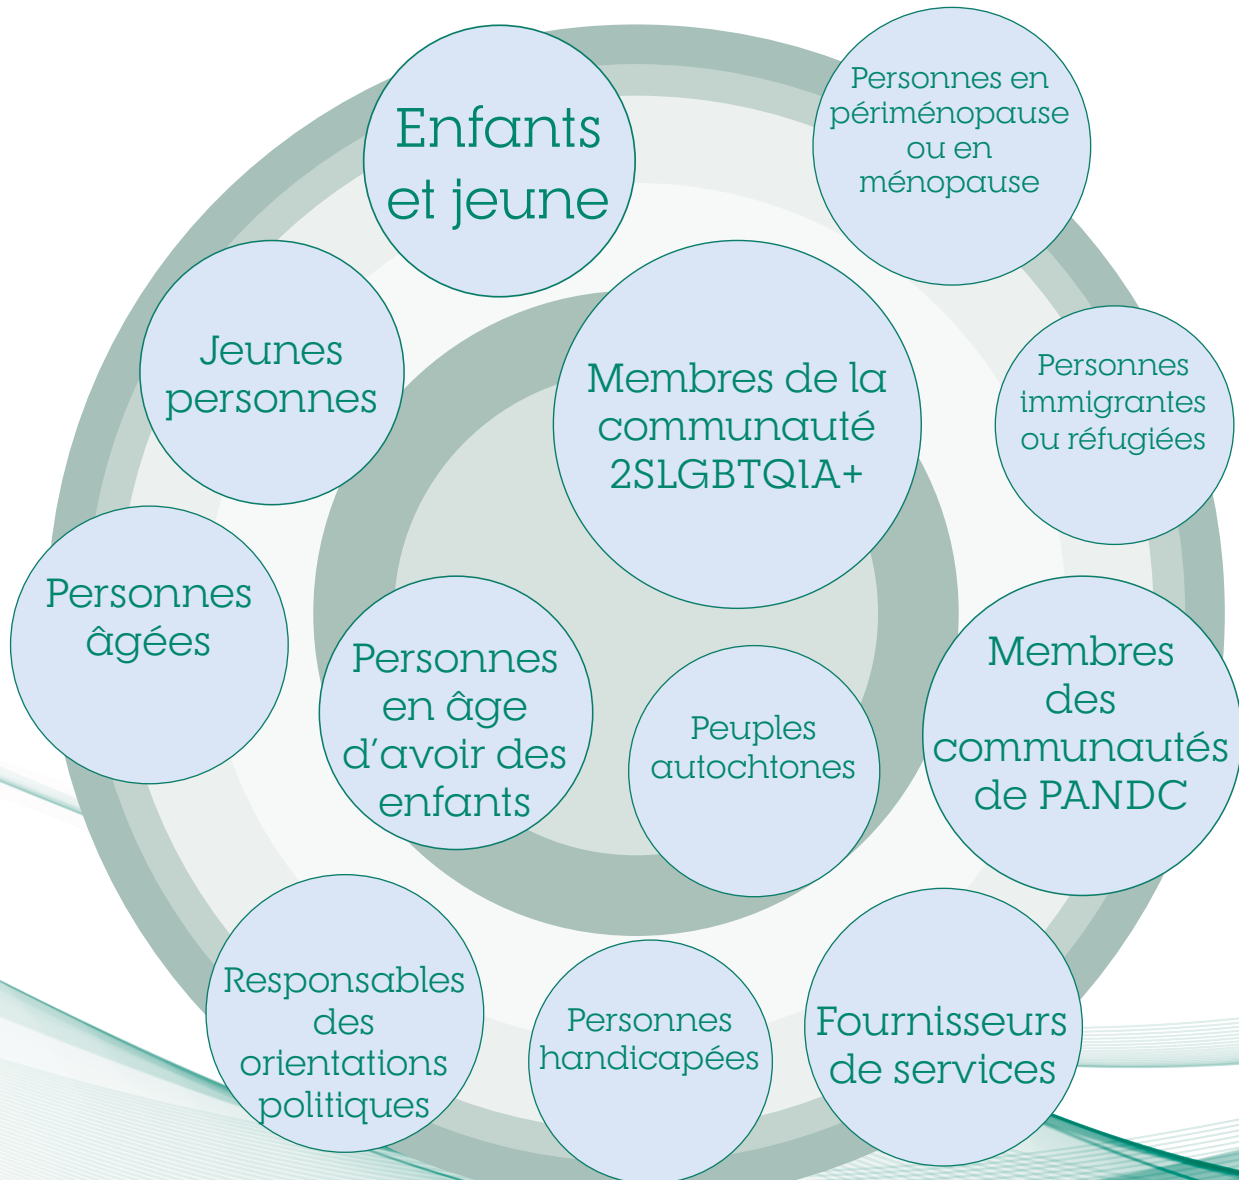 Enfants
et jeune
Personnes en
périménopause
ou en
ménopause
Jeunes
personnes
Membres de la
communauté
2SLGBTQ1A+
Personnes
immigrantes
ou réfugiées
Personnes
âgées
Personnes
en âge
d'avoir des
enfants
Peuples
autochtones
Membres
des
communautés
de PANDC
Responsables
des
orientations
politiques
Personnes
handicapées
Fournisseurs
de services